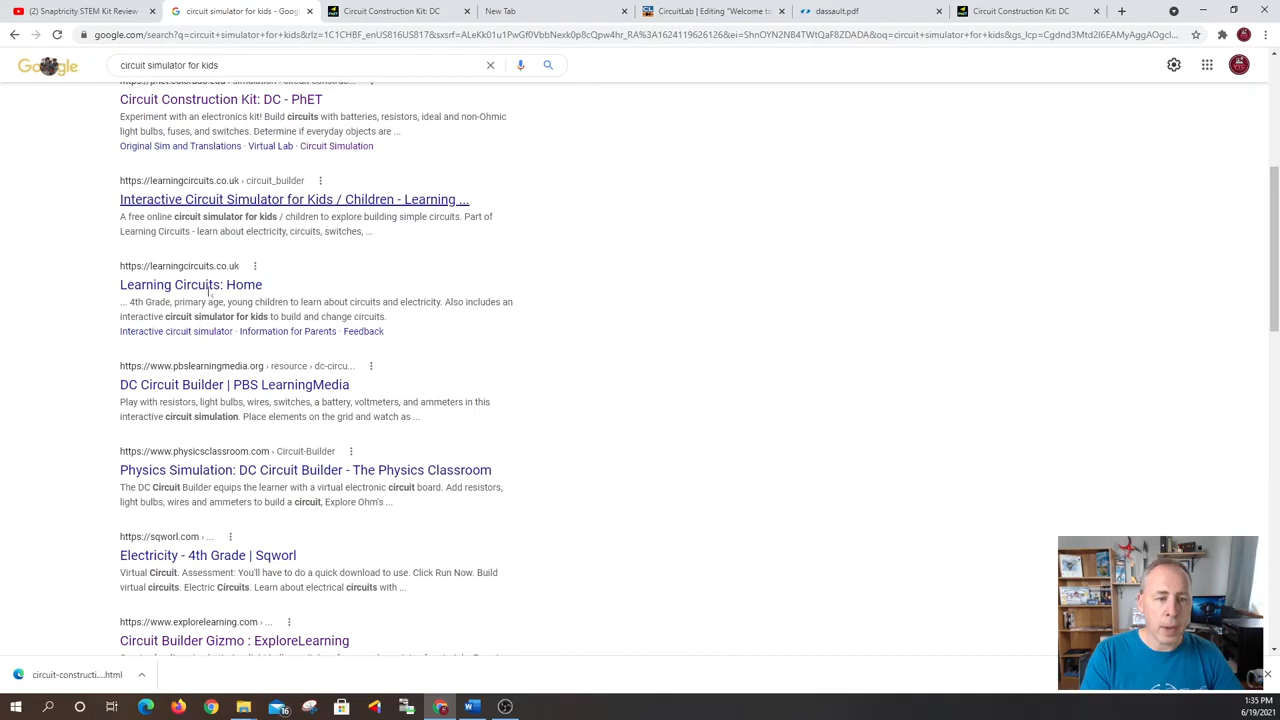 (2) Snaptricity STEM Kit Review
circuit simulator for kids - Goog
Circuit Construction Kit DC
New Tab
CircuitLab | Editing "Welcome to
dassault.pdf
Circuit Construction Kit DC
Google
circuit simulator for kids
Circuit Construction Kit: DC - PhET
Experiment with an electronics kit! Build circuits with batteries, resistors, ideal and non-Ohmic
light bulbs, fuses, and switches. Determine if everyday objects are ...
Original Sim and Translations · Virtual Lab · Circuit Simulation
https://learningcircuits.co.uk › circuit_builder
Interactive Circuit Simulator for Kids / Children - Learning ...
A free online circuit simulator for kids / children to explore building simple circuits. Part of
Learning Circuits - learn about electricity, circuits, switches, ...
https://learningcircuits.co.uk
Learning Circuits: Home
... 4th Grade, primary age, young children to learn about circuits and electricity. Also includes an
interactive circuit simulator for kids to build and change circuits.
Interactive circuit simulator · Information for Parents · Feedback
https://www.pbslearningmedia.org › resource › dc-circu...
DC Circuit Builder | PBS LearningMedia
Play with resistors, light bulbs, wires, switches, a battery, voltmeters, and ammeters in this
interactive circuit simulation. Place elements on the grid and watch as ...
https://www.physicsclassroom.com › Circuit-Builder
Physics Simulation: DC Circuit Builder - The Physics Classroom
The DC Circuit Builder equips the learner with a virtual electronic circuit board. Add resistors,
light bulbs, wires and ammeters to build a circuit, Explore Ohm's ...
https://sqworl.com › ...
Electricity - 4th Grade | Sqworl
Virtual Circuit. Assessment: You'll have to do a quick download to use. Click Run Now. Build
virtual circuits. Electric Circuits. Learn about electrical circuits with ...
https://www.explorelearning.com › ...
Circuit Builder Gizmo : ExploreLearning
circuit-constructi....html
1:35 PM
6/19/2021